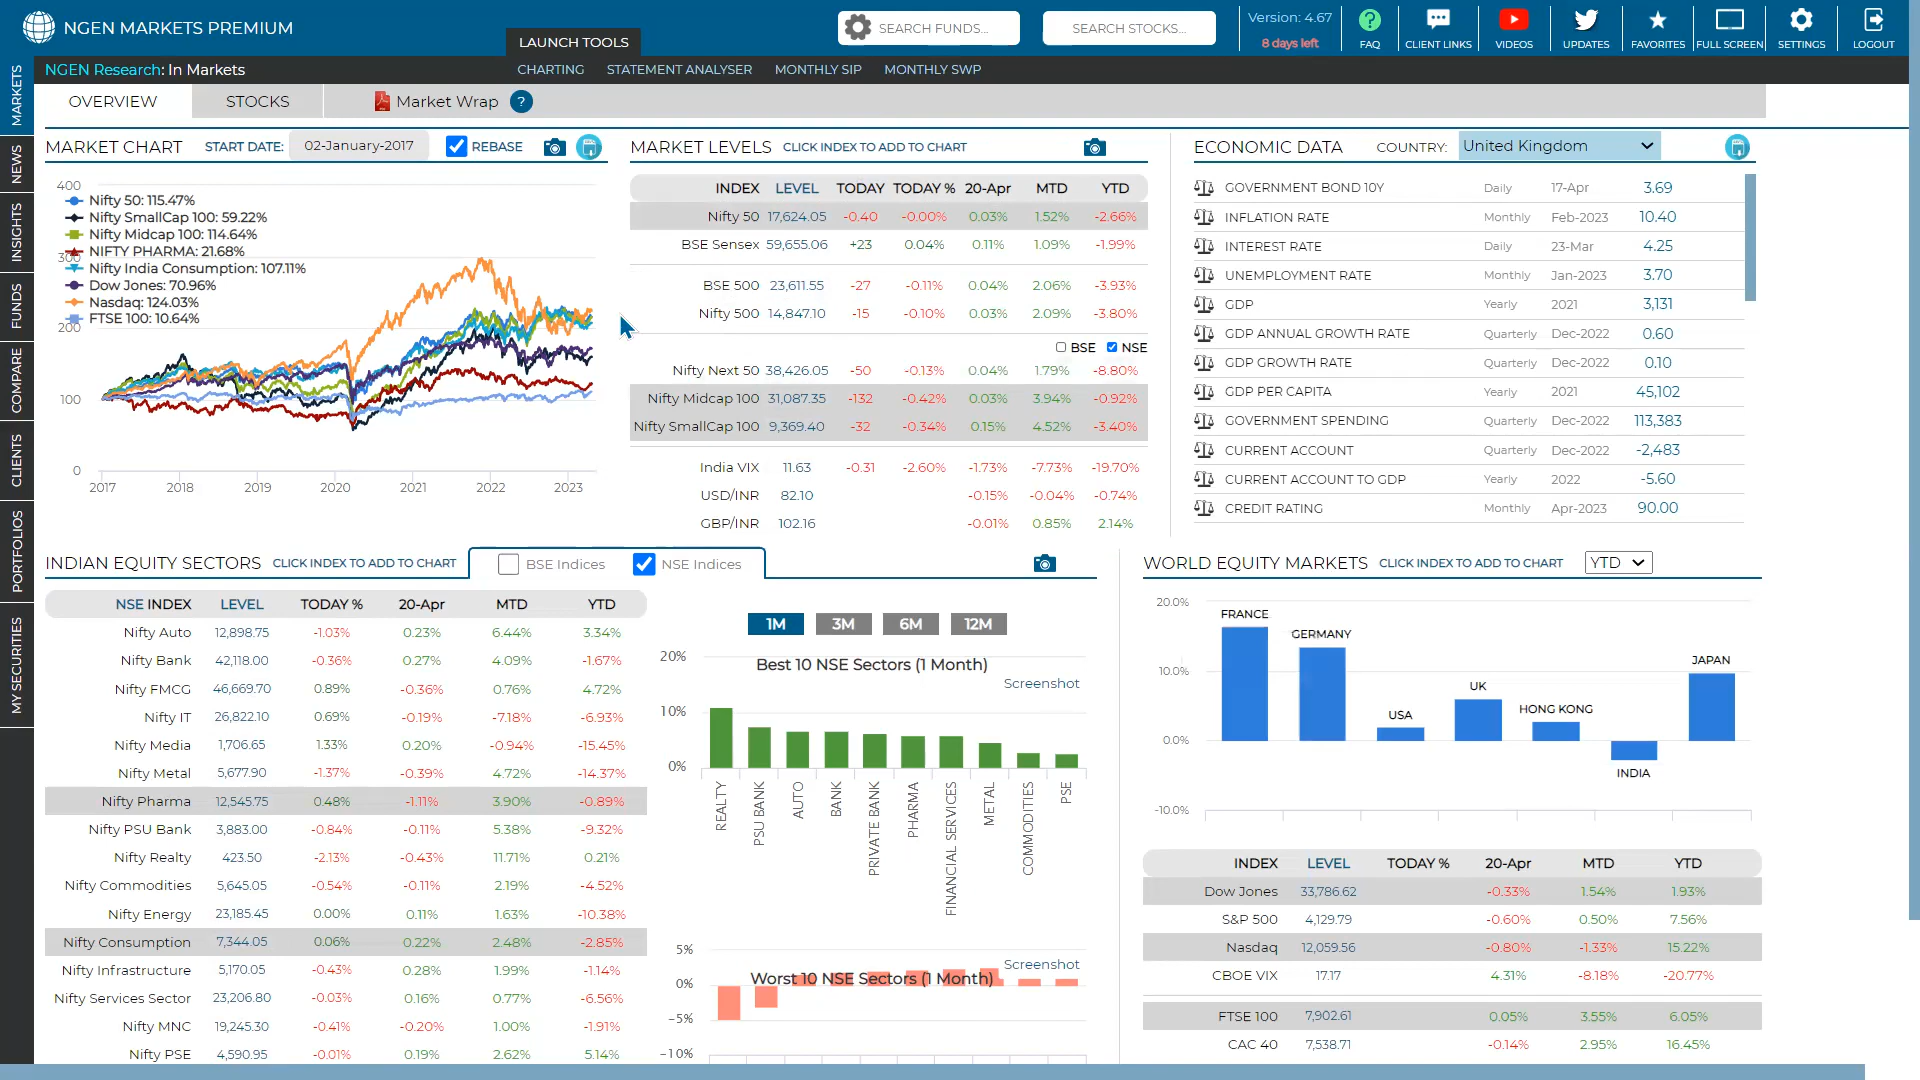 NGEN MARKETS PREMIUM
LAUNCH TOOLS
SEARCH FUNDS...
SEARCH STOCKS...
Version: 4.67
8 days left
FAQ
CLIENT LINKS
VIDEOS
UPDATES
FAVORITES
FULL SCREEN
SETTINGS
LOGOUT
NGEN Research: In Markets
CHARTING STATEMENT ANALYSER MONTHLY SIP MONTHLY SWP
MARKETS
NEWS
INSIGHTS
FUNDS
COMPARE
CLIENTS
PORTFOLIOS
MY SECURITIES
OVERVIEW STOCKS Market Wrap ?
MARKET CHART START DATE: 02-January-2017 REBASE
400
300
200
100
0
Nifty 50: 115.47%
Nifty SmallCap 100: 59.22%
Nifty Midcap 100: 114.64%
NIFTY PHARMA: 21.68%
Nifty India Consumption: 107.11%
Dow Jones: 70.96%
Nasdaq: 124.03%
FTSE 100: 10.64%
2017 2018 2019 2020 2021 2022 2023
MARKET LEVELS CLICK INDEX TO ADD TO CHART
INDEX LEVEL TODAY TODAY % 20-Apr MTD YTD
Nifty 50 17,624.05 -0.40 -0.00% 0.03% 1.52% -2.66%
BSE Sensex 59,655.06 +23 0.04% 0.11% 1.09% -1.99%
BSE 500 23,611.55 -27 -0.11% 0.04% 2.06% -3.93%
Nifty 500 14,847.10 -15 -0.10% 0.03% 2.09% -3.80%
BSE NSE
Nifty Next 50 38,426.05 -50 -0.13% 0.04% 1.79% -8.80%
Nifty Midcap 100 31,087.35 -132 -0.42% 0.03% 3.94% -0.92%
Nifty SmallCap 100 9,369.40 -32 -0.34% 0.15% 4.52% -3.40%
India VIX 11.63 -0.31 -2.60% -1.73% -7.73% -19.70%
USD/INR 82.10 -0.15% -0.04% -0.74%
GBP/INR 102.16 -0.01% 0.85% 2.14%
ECONOMIC DATA COUNTRY: United Kingdom
GOVERNMENT BOND 10Y Daily 17-Apr 3.69
INFLATION RATE Monthly Feb-2023 10.40
INTEREST RATE Daily 23-Mar 4.25
UNEMPLOYMENT RATE Monthly Jan-2023 3.70
GDP Yearly 2021 3,131
GDP ANNUAL GROWTH RATE Quarterly Dec-2022 0.60
GDP GROWTH RATE Quarterly Dec-2022 0.10
GDP PER CAPITA Yearly 2021 45,102
GOVERNMENT SPENDING Quarterly Dec-2022 113,383
CURRENT ACCOUNT Quarterly Dec-2022 -2,483
CURRENT ACCOUNT TO GDP Yearly 2022 -5.60
CREDIT RATING Monthly Apr-2023 90.00
INDIAN EQUITY SECTORS CLICK INDEX TO ADD TO CHART BSE Indices NSE Indices
NSE INDEX LEVEL TODAY % 20-Apr MTD YTD
Nifty Auto 12,898.75 -1.03% 0.23% 6.44% 3.34%
Nifty Bank 42,118.00 -0.36% 0.27% 4.09% -1.67%
Nifty FMCG 46,669.70 0.89% -0.36% 0.76% 4.72%
Nifty IT 26,822.10 0.69% -0.19% -7.18% -6.93%
Nifty Media 1,706.65 1.33% 0.20% -0.94% -15.45%
Nifty Metal 5,677.90 -1.37% -0.39% 4.72% -14.37%
Nifty Pharma 12,545.75 0.48% -1.11% 3.90% -0.89%
Nifty PSU Bank 3,883.00 -0.84% -0.11% 5.38% -9.32%
Nifty Realty 423.50 -2.13% -0.43% 11.71% 0.21%
Nifty Commodities 5,645.05 -0.54% -0.11% 2.19% -4.52%
Nifty Energy 23,185.45 0.00% 0.11% 1.63% -10.38%
Nifty Consumption 7,344.05 0.06% 0.22% 2.48% -2.85%
Nifty Infrastructure 5,170.05 -0.43% 0.28% 1.99% -1.14%
Nifty Services Sector 23,206.80 -0.03% 0.16% 0.77% -6.56%
Nifty MNC 19,245.30 -0.41% -0.20% 1.00% -1.91%
Nifty PSE 4,590.95 -0.01% 0.19% 2.62% 5.14%
1M 3M 6M 12M
Best 10 NSE Sectors (1 Month)
Screenshot
20%
10%
0%
REALTY
PSU BANK
AUTO
BANK
PRIVATE BANK
PHARMA
FINANCIAL SERVICES
METAL
COMMODITIES
PSE
Screenshot
Worst 10 NSE Sectors (1 Month)
5%
0%
-5%
-10%
WORLD EQUITY MARKETS CLICK INDEX TO ADD TO CHART YTD
20.0%
10.0%
0.0%
-10.0%
FRANCE
GERMANY
USA
UK
HONG KONG
INDIA
JAPAN
INDEX LEVEL TODAY % 20-Apr MTD YTD
Dow Jones 33,786.62 -0.33% 1.54% 1.93%
S&P 500 4,129.79 -0.60% 0.50% 7.56%
Nasdaq 12,059.56 -0.80% -1.33% 15.22%
CBOE VIX 17.17 4.31% -8.18% -20.77%
FTSE 100 7,902.61 0.05% 3.55% 6.05%
CAC 40 7,538.71 -0.14% 2.95% 16.45%